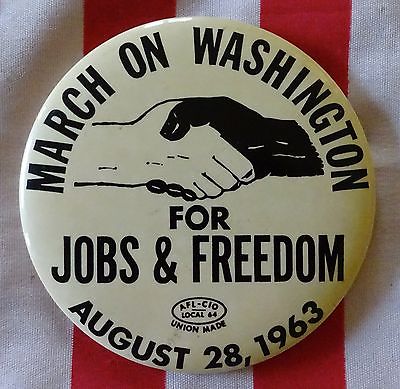 MARCH ON WASHINGTON
FOR
JOBS & FREEDOM
AFL-CIO
LOCAL 64
UNION MADE
AUGUST 28, 1963